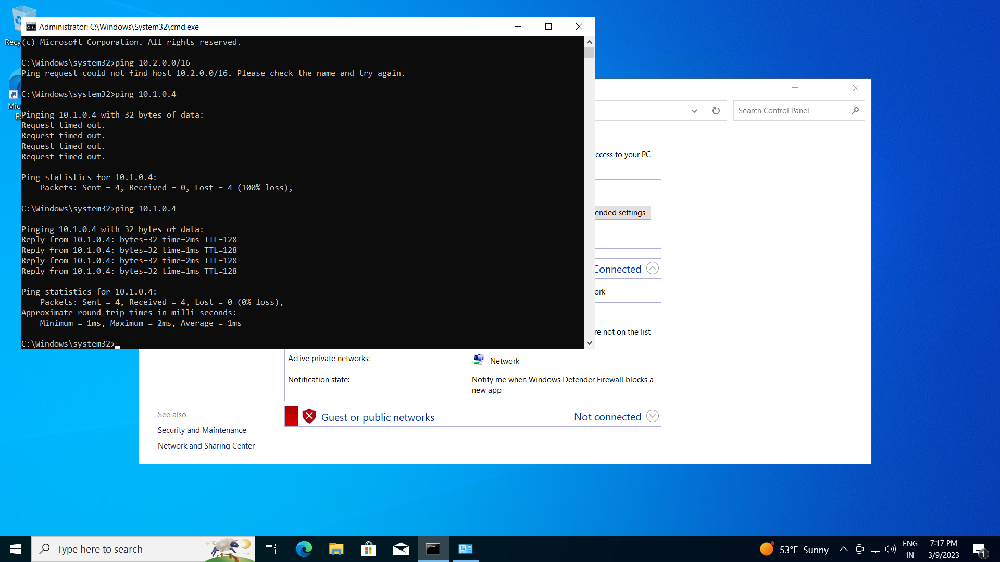 Recy
Mic
Ec
Administrator: C:\Windows\System32\cmd.exe
(c) Microsoft Corporation. All rights reserved.
C:\Windows\system32>ping 10.2.0.0/16
Ping request could not find host 10.2.0.0/16. Please check the name and try again.
C:\Windows\system32>ping 10.1.0.4
Pinging 10.1.0.4 with 32 bytes of data:
Request timed out.
Request timed out.
Request timed out.
Request timed out.
Ping statistics for 10.1.0.4:
    Packets: Sent = 4, Received = 0, Lost = 4 (100% loss),
C:\Windows\system32>ping 10.1.0.4
Pinging 10.1.0.4 with 32 bytes of data:
Reply from 10.1.0.4: bytes=32 time=2ms TTL=128
Reply from 10.1.0.4: bytes=32 time=1ms TTL=128
Reply from 10.1.0.4: bytes=32 time=2ms TTL=128
Reply from 10.1.0.4: bytes=32 time=1ms TTL=128
Ping statistics for 10.1.0.4:
    Packets: Sent = 4, Received = 4, Lost = 0 (0% loss),
Approximate round trip times in milli-seconds:
    Minimum = 1ms, Maximum = 2ms, Average = 1ms
C:\Windows\system32>
Search Control Panel
ccess to your PC
ended settings
Connected
ork
re not on the list
Active private networks:
Network
Notification state:
Notify me when Windows Defender Firewall blocks a
new app
Guest or public networks
Not connected
See also
Security and Maintenance
Network and Sharing Center
Type here to search
53°F Sunny
ENG
IN
7:17 PM
3/9/2023
1